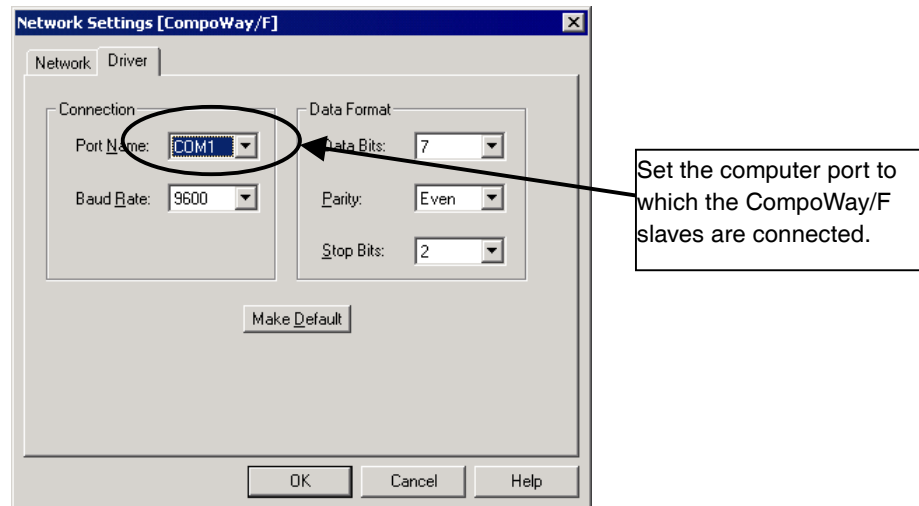 Network Settings [CompoWay/F]
Network Driver
Connection
Port Name: COM1
Baud Rate: 9600
Data Format
Data Bits: 7
Parity: Even
Stop Bits: 2
Make Default
OK Cancel Help
Set the computer port to
which the CompoWay/F
slaves are connected.